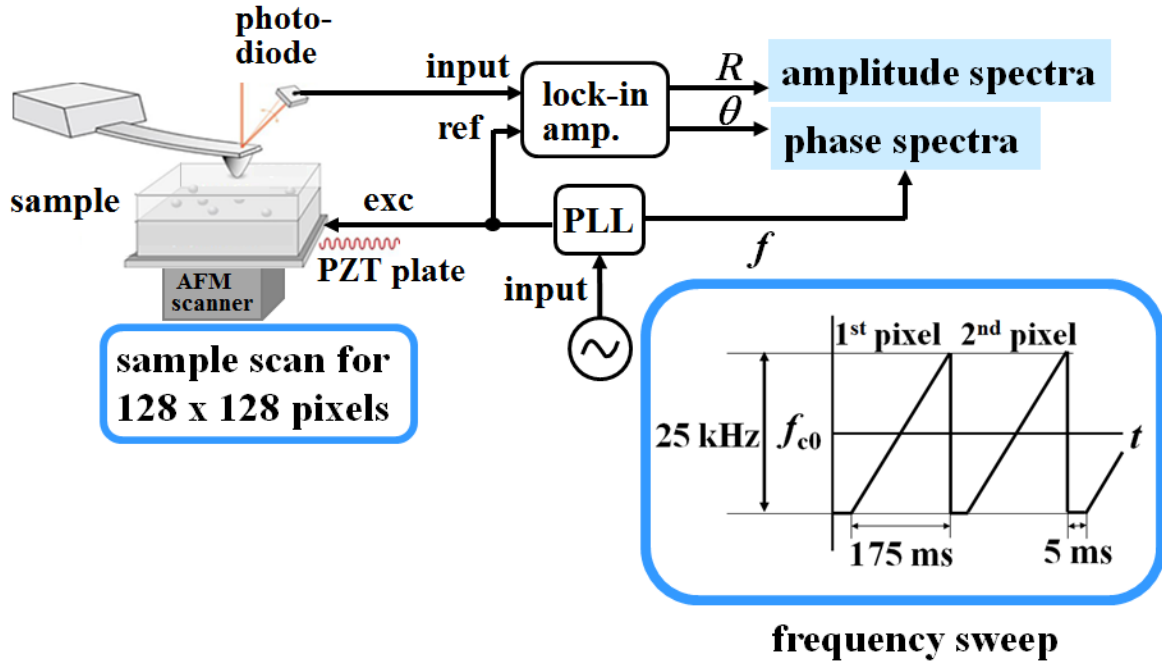 photo-
diode
input
ref
lock-in
amp.
R
θ
amplitude spectra
phase spectra
sample
exc
PLL
f
PZT plate
input
AFM
scanner
sample scan for
128 x 128 pixels
1st pixel
2nd pixel
25 kHz
fc0
t
175 ms
5 ms
frequency sweep